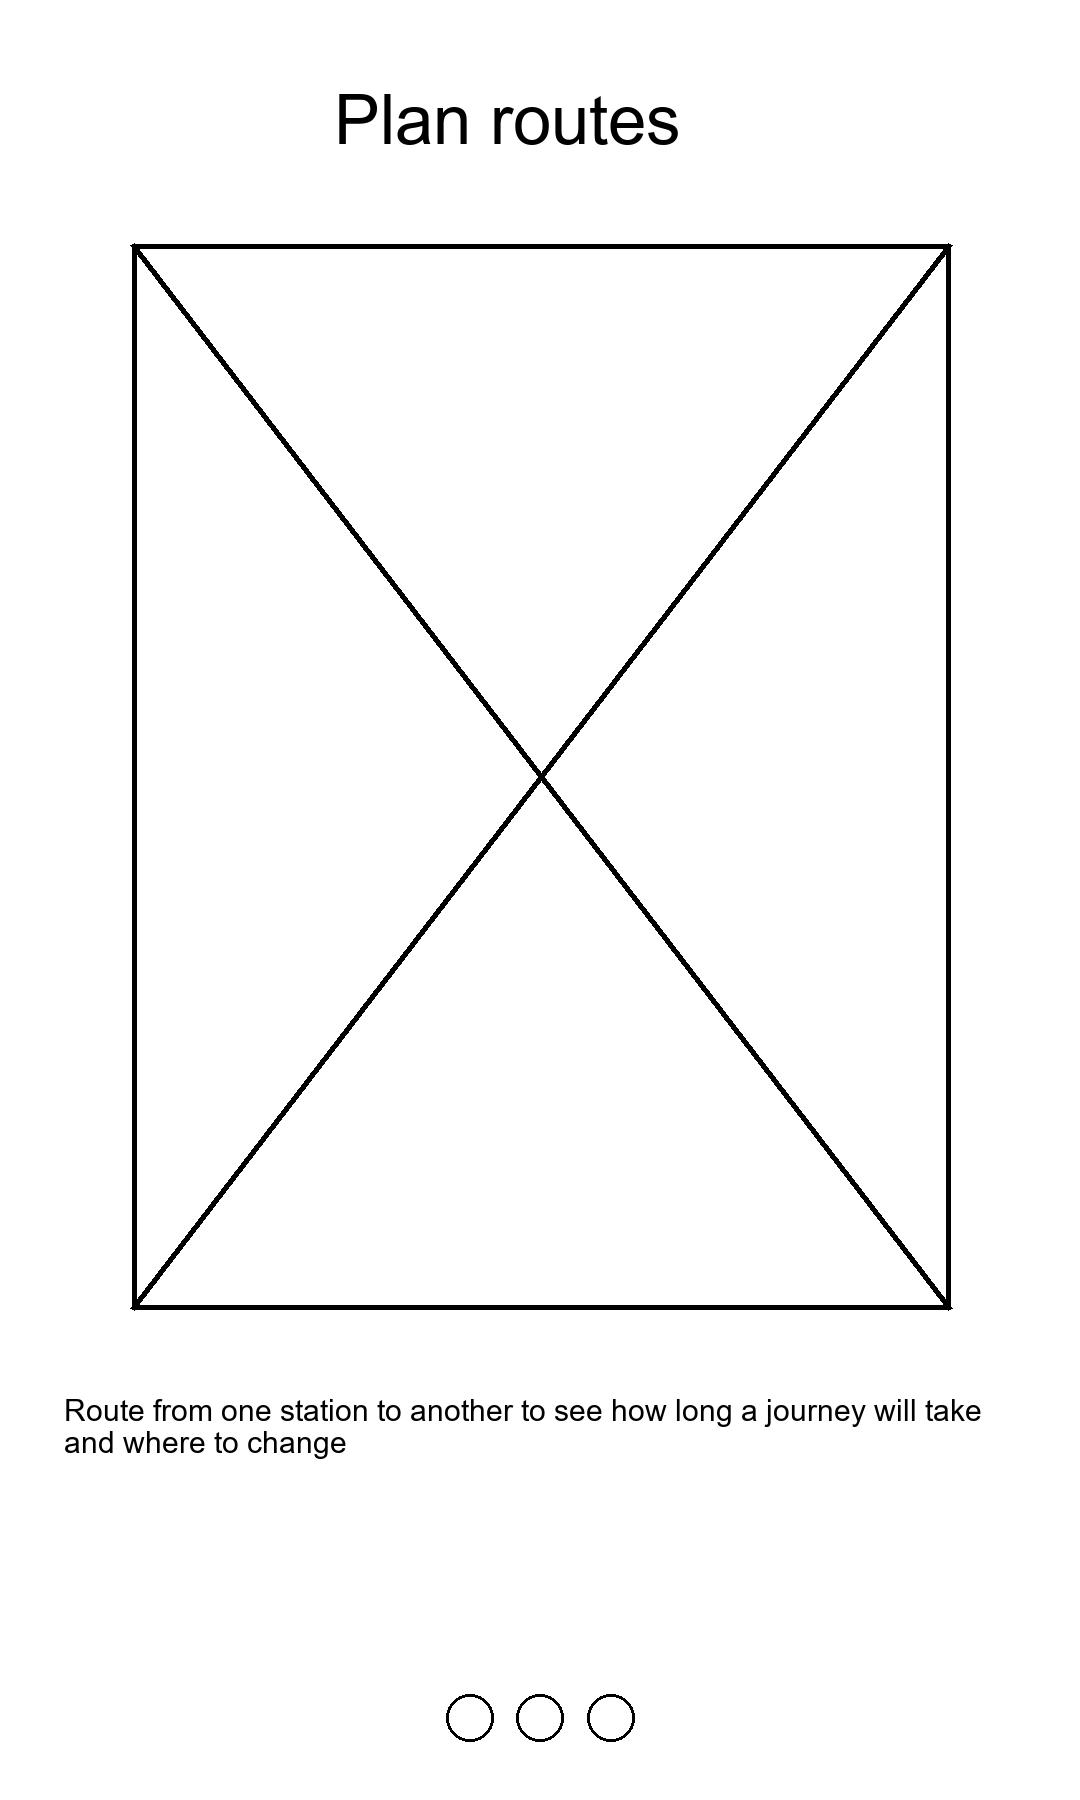 Plan routes
Route from one station to another to see how long a journey will take
and where to change